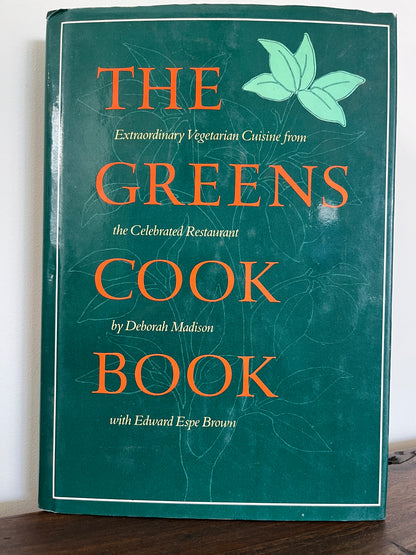 THE
Extraordinary Vegetarian Cuisine from
GREENS
the Celebrated Restaurant
COOK
by Deborah Madison
BOOK
with Edward Espe Brown